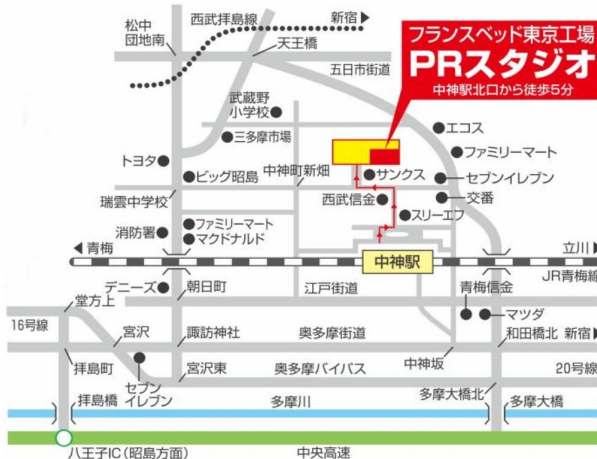 松中
団地南
西武拝島線
新宿▶
天王橋
五日市街道
フランスベッド東京工場
PRスタジオ
中神駅北口から徒歩5分
武蔵野
小学校
三多摩市場
エコス
トヨタ
ビッグ昭島
中神町新畑
サンクス
ファミリーマート
セブンイレブン
瑞雲中学校
西武信金
交番
消防署
ファミリーマート
マクドナルド
スリーエフ
◀青梅
中神駅
立川▶
JR青梅線
デニーズ
朝日町
江戸街道
青梅信金
堂方上
マツダ
16号線
宮沢
諏訪神社
奥多摩街道
和田橋北
新宿▶
拝島町
セブン
イレブン
宮沢東
奥多摩バイパス
中神坂
20号線
拝島橋
多摩川
多摩大橋北
多摩大橋
八王子IC(昭島方面)
中央高速